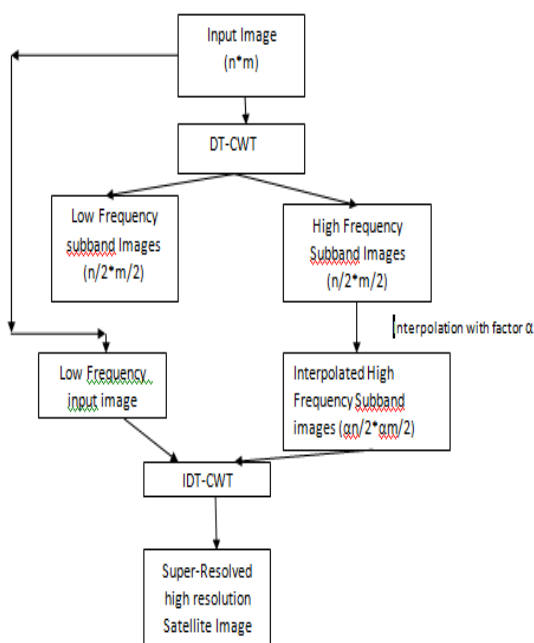 Input Image
(n*m)
DT-CWT
Low Frequency
subband Images
(n/2*m/2)
High Frequency
Subband Images
(n/2*m/2)
Interpolation with factor α
Low Frequency
input image
Interpolated High
Frequency Subband
images (αn/2*αm/2)
IDT-CWT
Super-Resolved
high resolution
Satellite Image